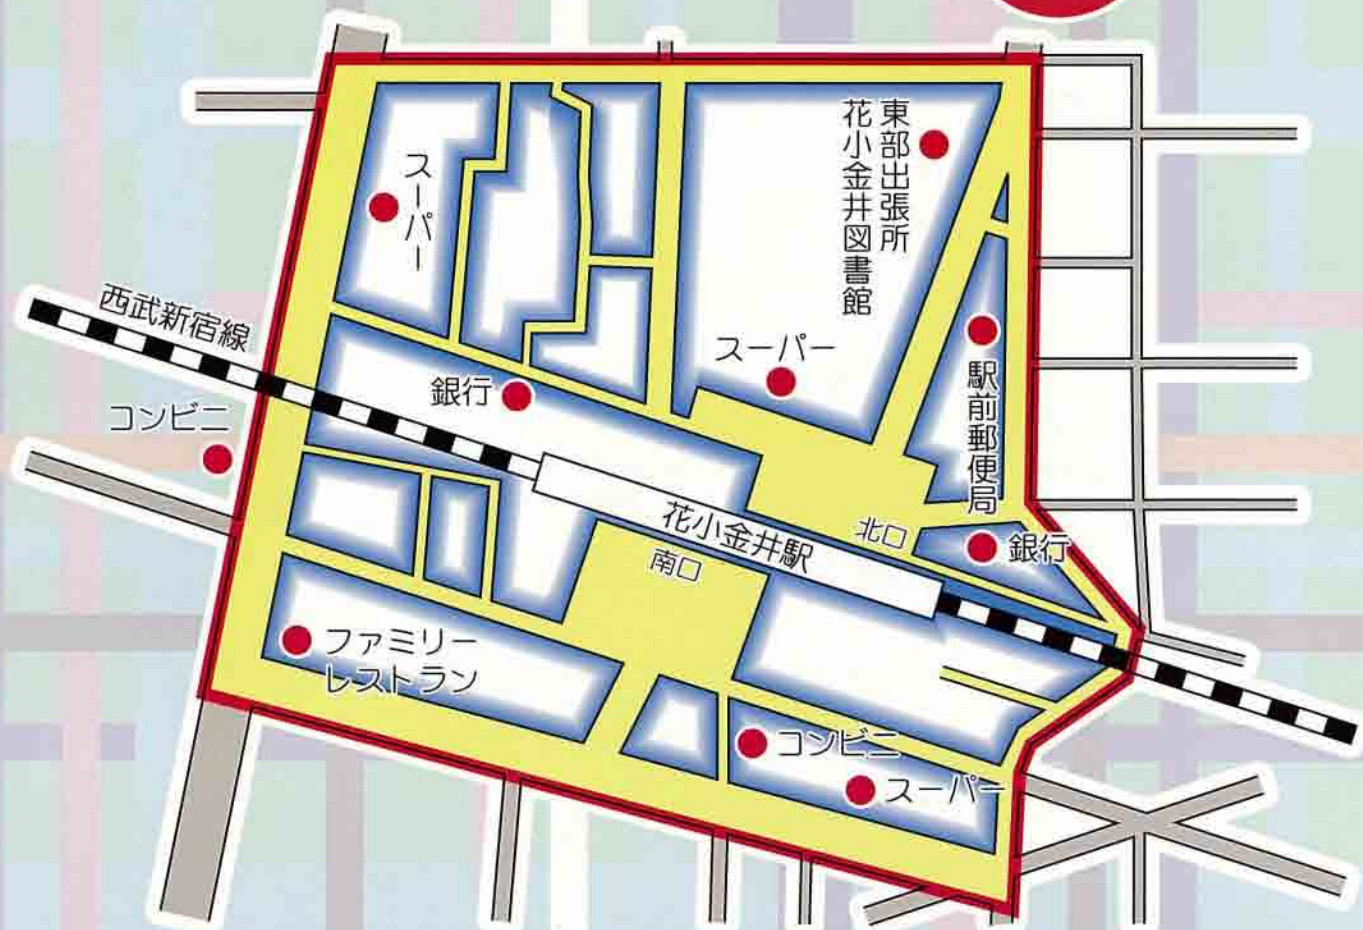 東部出張所
花小金井図書館
スーパー
西武新宿線
スーパー
銀行
駅前郵便局
コンビニ
花小金井駅
北口
南口
銀行
ファミリー
レストラン
コンビニ
スーパー